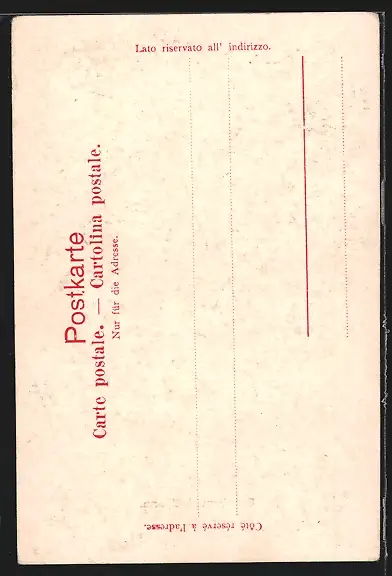 Postkarte
Carte postale. — Cartolina postale.
Nur für die Adresse.
Lato riservato all' indirizzo.
Côté réservé à l'adresse.